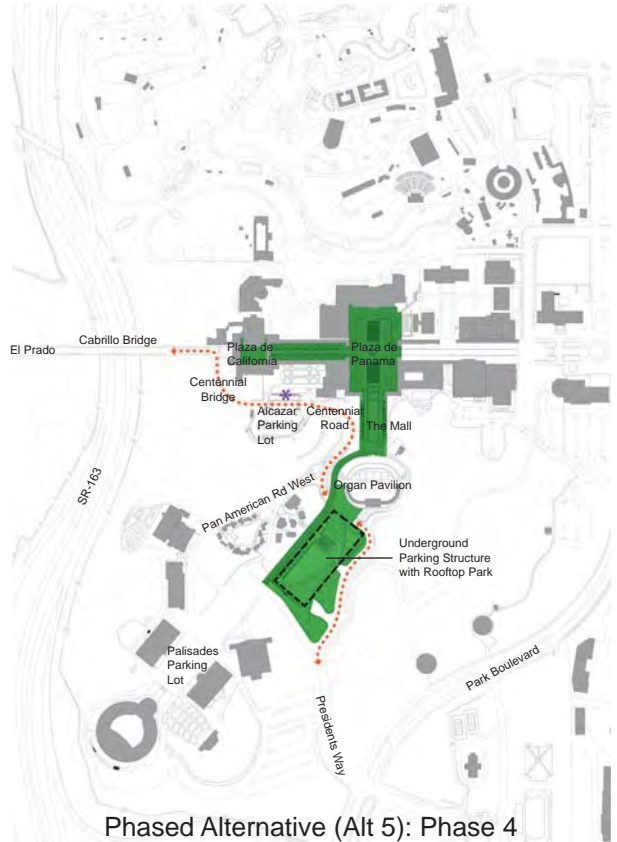 El Prado
Cabrillo Bridge
Plaza de
California
Plaza de
Panama
Centennial
Bridge
Alcazar
Parking
Lot
Centennial
Road
The Mall
SR-163
Pan American Rd West
Organ Pavilion
Underground
Parking Structure
with Rooftop Park
Palisades
Parking
Lot
Park Boulevard
Presidents Way
Phased Alternative (Alt 5): Phase 4